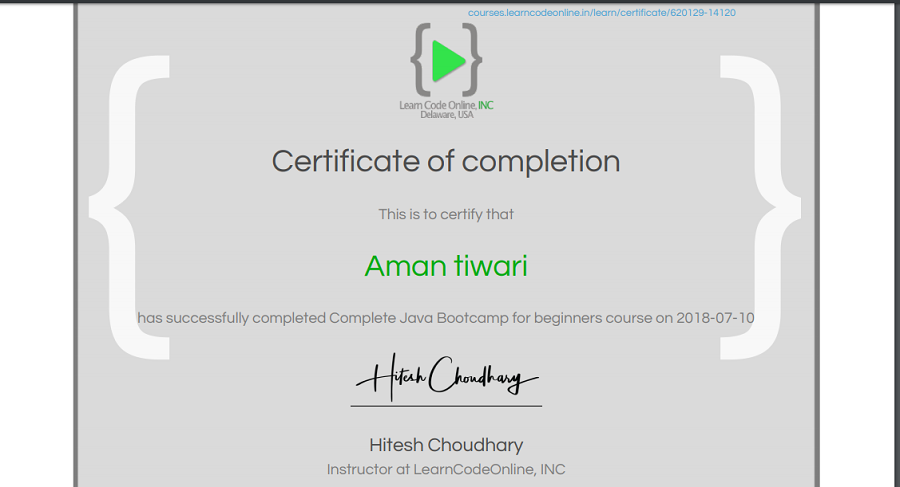 courses.learncodeonline.in/learn/certificate/620129-14120
Learn Code Online, INC
Delaware, USA
Certificate of completion
This is to certify that
Aman tiwari
has successfully completed Complete Java Bootcamp for beginners course on 2018-07-10
Hitesh Choudhary
Hitesh Choudhary
Instructor at LearnCodeOnline, INC